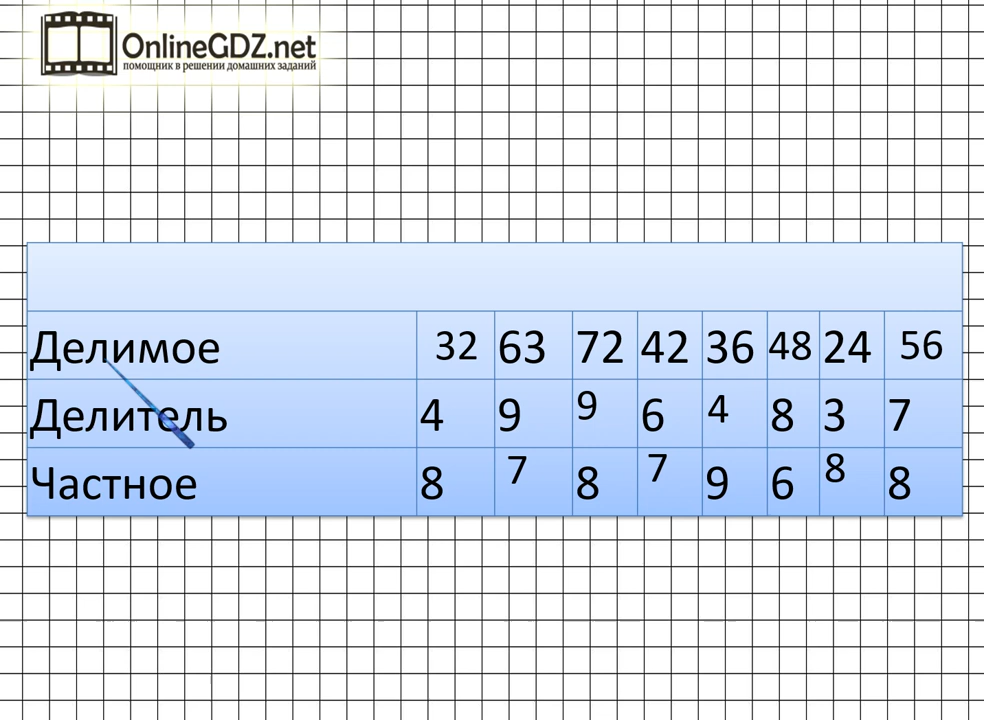 OnlineGDZ.net
помощник в решении домашних заданий
Делимое 32 63 72 42 36 48 24 56
Делитель 4 9 9 6 4 8 3 7
Частное 8 7 8 7 9 6 8 8